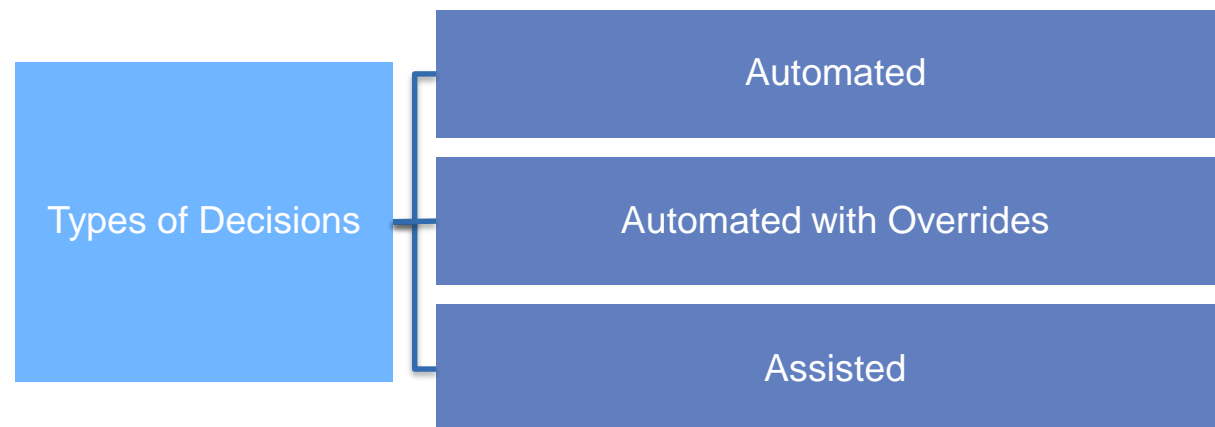 Types of Decisions
Automated
Automated with Overrides
Assisted